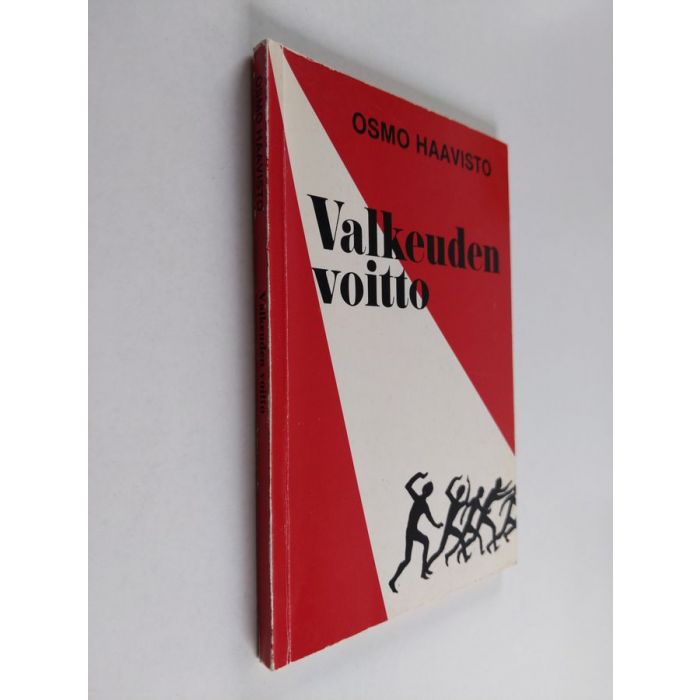 OSMO HAAVISTO
Valkeuden
voitto
OSMO HAAVISTO
Valkeuden voitto